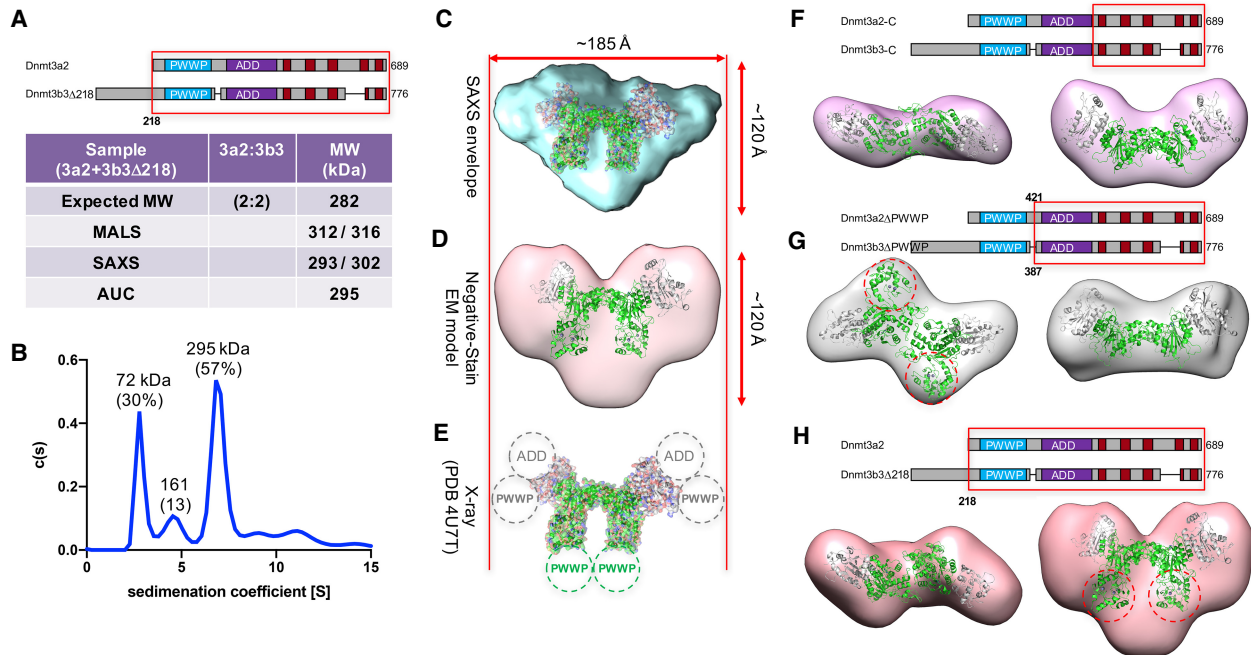 A
Dnmt3a2
PWWP
ADD
689
Dnmt3b3Δ218
PWWP
ADD
776
218
Sample
(3a2+3b3Δ218)
3a2:3b3
MW
(kDa)
Expected MW
(2:2)
282
MALS
312 / 316
SAXS
293 / 302
AUC
295
B
295 kDa
(57%)
72 kDa
(30%)
161
(13)
0.6
0.4
0.2
0.0
c(s)
0
5
10
15
sedimenation coefficient [S]
C
~185 Å
SAXS envelope
~120 Å
D
Negative-Stain
EM model
~120 Å
E
X-ray
(PDB 4U7T)
ADD
ADD
PWWP
PWWP
PWWP
PWWP
F
Dnmt3a2-C
PWWP
ADD
689
Dnmt3b3-C
PWWP
ADD
776
G
421
Dnmt3a2ΔPWWP
PWWP
ADD
689
Dnmt3b3ΔPWWP
PWWP
ADD
776
387
H
Dnmt3a2
PWWP
ADD
689
Dnmt3b3Δ218
PWWP
ADD
776
218